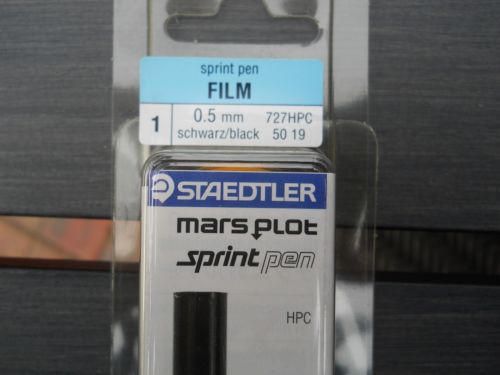 sprint pen
FILM
1 0.5 mm 727HPC
schwarz/black 50 19
STAEDTLER
mars plot
sprint pen
HPC